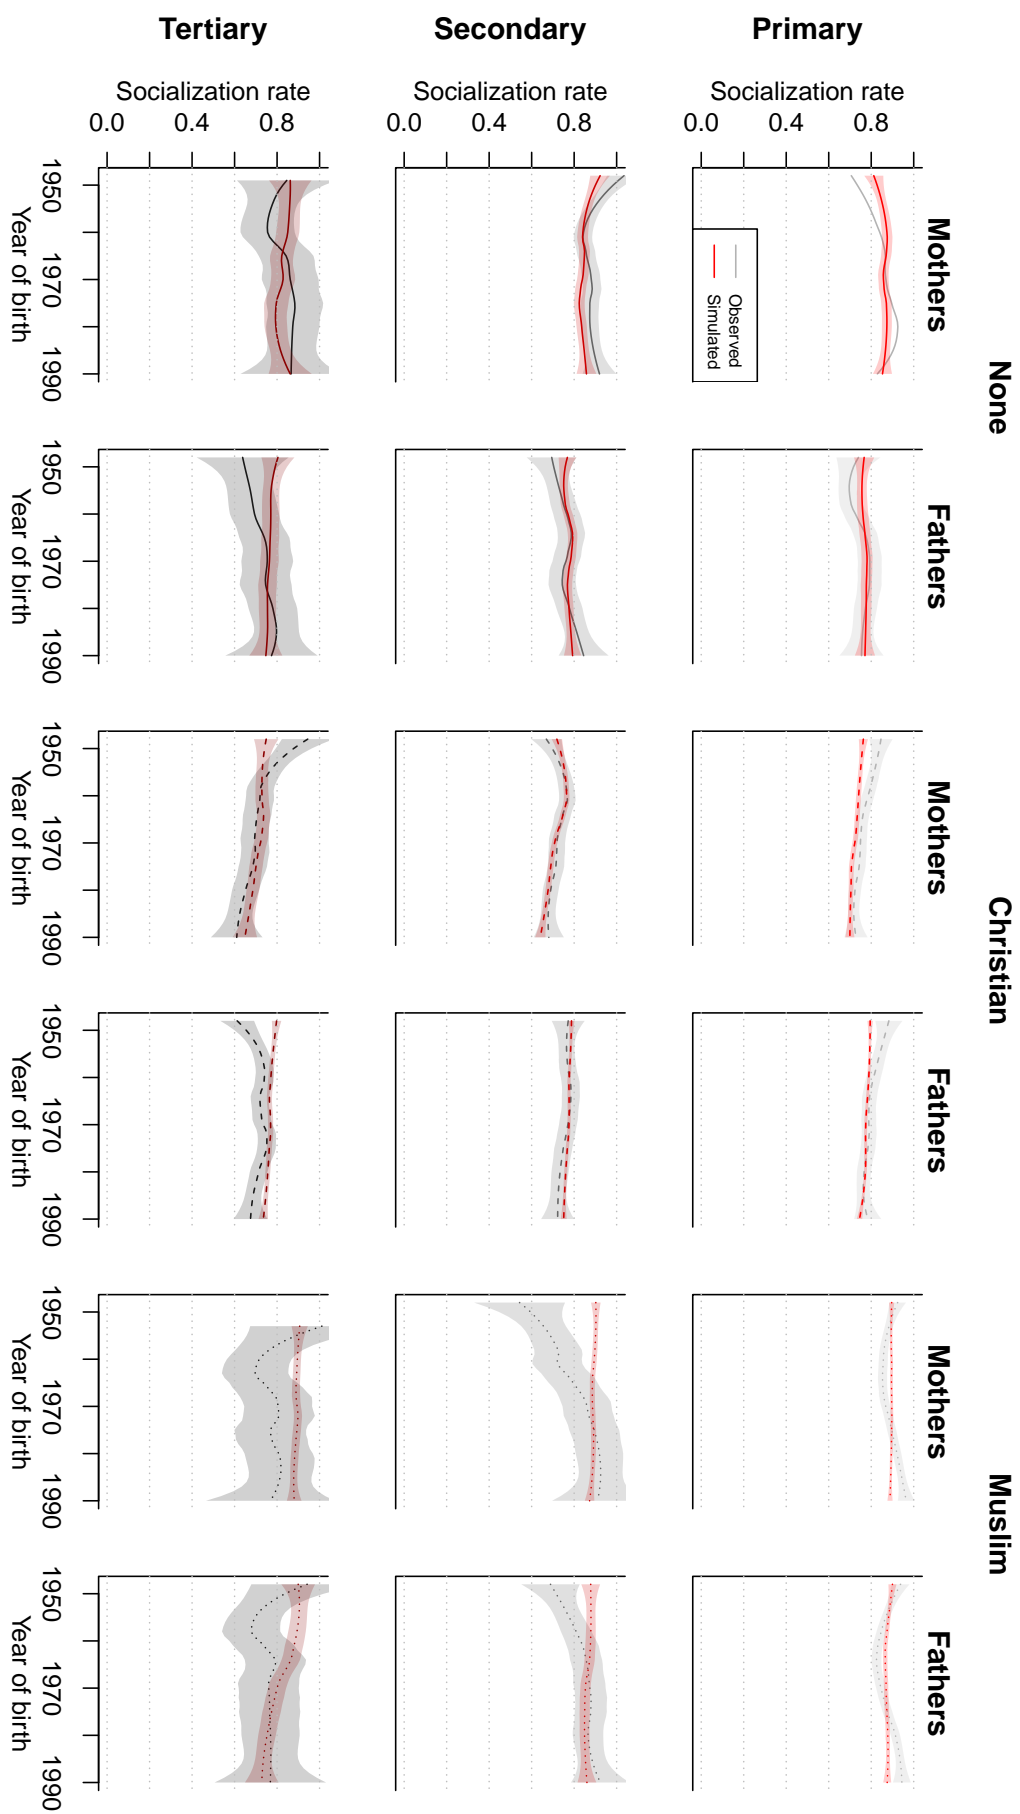 None
Christian
Muslim
Mothers
Fathers
Mothers
Fathers
Mothers
Fathers
Primary
Socialization rate
0.0 0.4 0.8
Observed
Simulated
Secondary
Socialization rate
0.0 0.4 0.8
Tertiary
Socialization rate
0.0 0.4 0.8
1950 1970 1990
Year of birth
1950 1970 1990
Year of birth
1950 1970 1990
Year of birth
1950 1970 1990
Year of birth
1950 1970 1990
Year of birth
1950 1970 1990
Year of birth